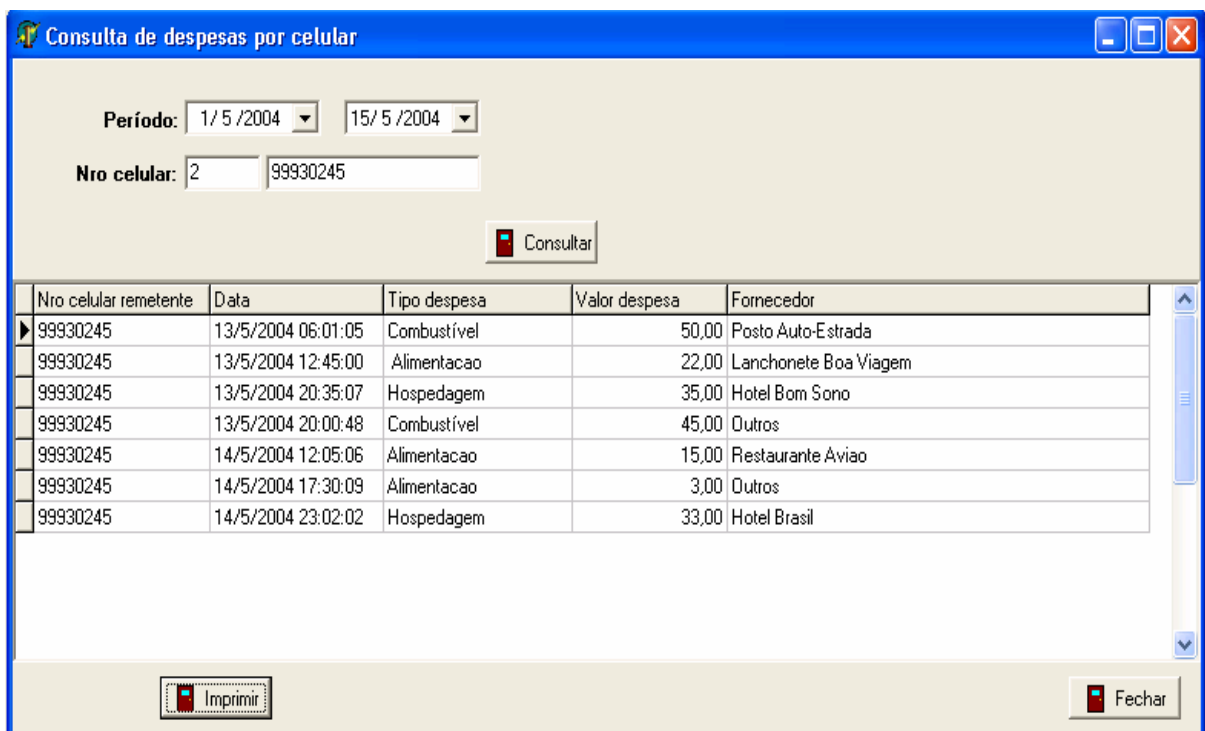 Consulta de despesas por celular
Período: 1/ 5 /2004 15/ 5 /2004
Nro celular: 2 99930245
Consultar
Nro celular remetente Data Tipo despesa Valor despesa Fornecedor
99930245 13/5/2004 06:01:05 Combustível 50,00 Posto Auto-Estrada
99930245 13/5/2004 12:45:00 Alimentacao 22,00 Lanchonete Boa Viagem
99930245 13/5/2004 20:35:07 Hospedagem 35,00 Hotel Bom Sono
99930245 13/5/2004 20:00:48 Combustível 45,00 Outros
99930245 14/5/2004 12:05:06 Alimentacao 15,00 Restaurante Aviao
99930245 14/5/2004 17:30:09 Alimentacao 3,00 Outros
99930245 14/5/2004 23:02:02 Hospedagem 33,00 Hotel Brasil
Imprimir Fechar